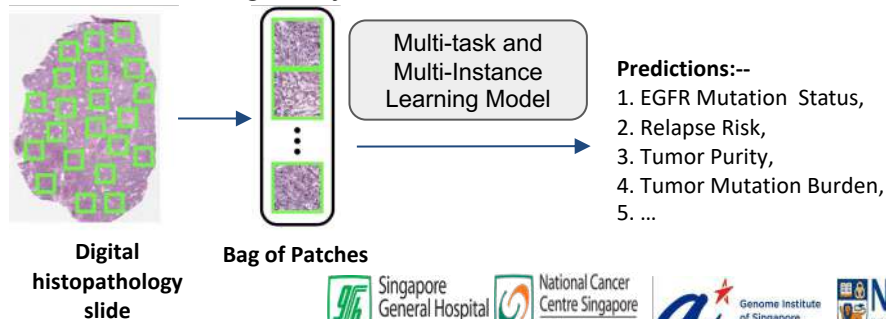 Multi-task and
Multi-Instance
Learning Model
Predictions:--
1. EGFR Mutation Status,
2. Relapse Risk,
3. Tumor Purity,
4. Tumor Mutation Burden,
5. ...
Digital
histopathology
slide
Bag of Patches
Singapore
General Hospital
National Cancer
Centre Singapore
Genome Institute
of Singapore